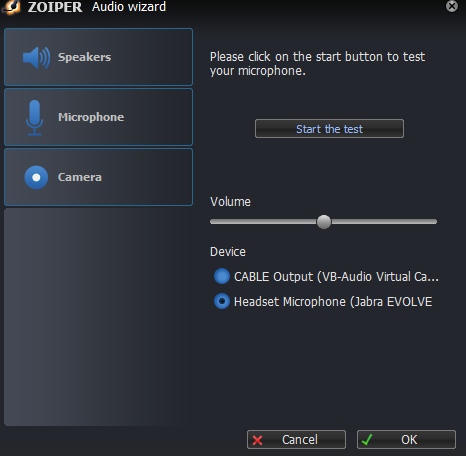 ZOIPER Audio wizard
Speakers
Microphone
Camera
Please click on the start button to test
your microphone.
Start the test
Volume
Device
CABLE Output (VB-Audio Virtual Ca...
Headset Microphone (Jabra EVOLVE
Cancel
OK